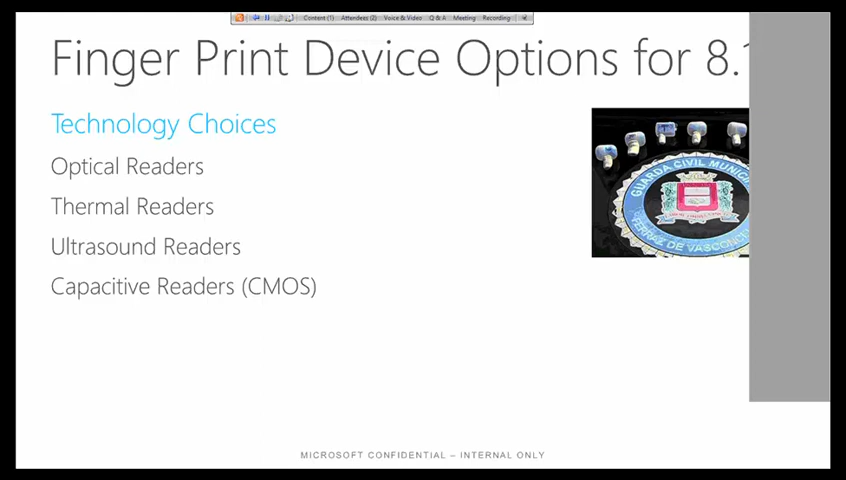 Content (1) Attendees (2) Voice & Video Q & A Meeting Recording
Finger Print Device Options for 8.1
Technology Choices
Optical Readers
Thermal Readers
Ultrasound Readers
Capacitive Readers (CMOS)
GUARDA CIVIL MUNICI
FERRAZ DE VASCONCE
MICROSOFT CONFIDENTIAL – INTERNAL ONLY